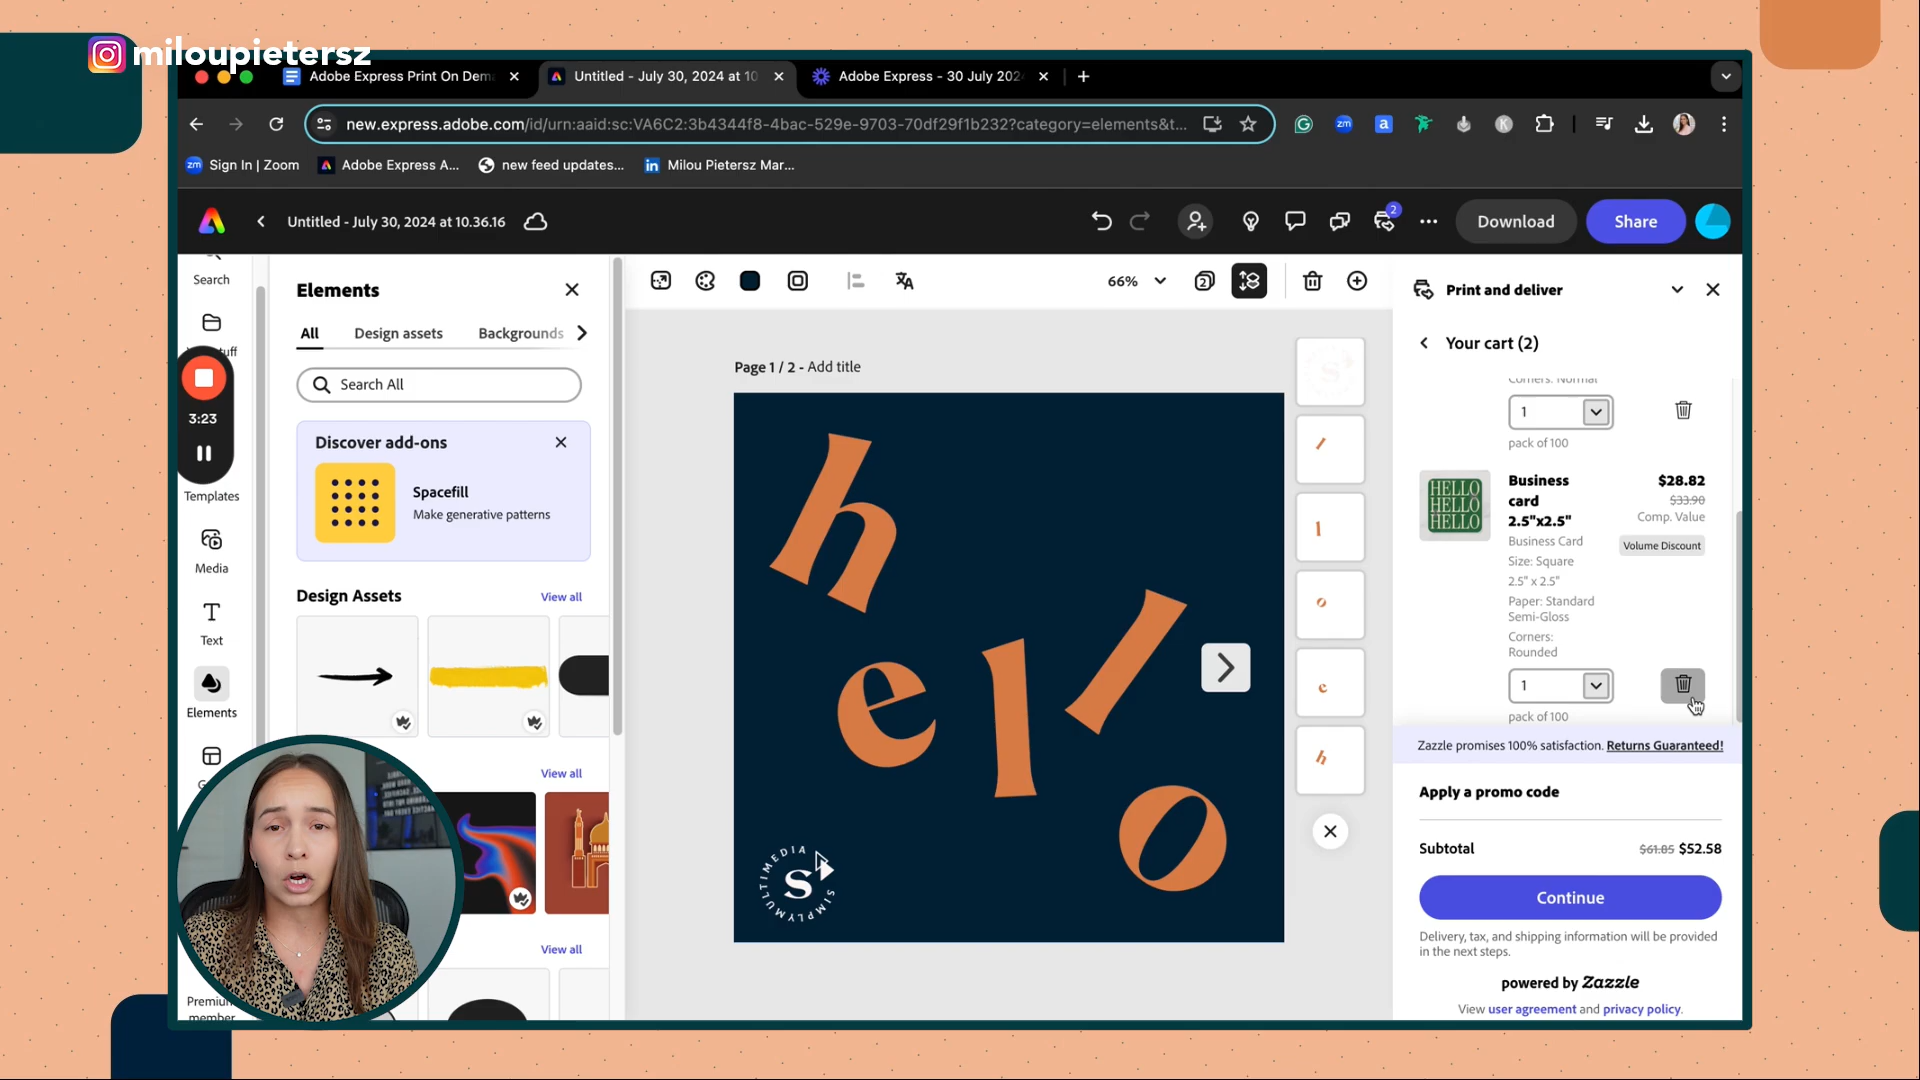 miloupietersz
Adobe Express Print On Dem
Untitled - July 30, 2024 at 10
Adobe Express - 30 July 202
new.express.adobe.com/id/urn:aaid:sc:VA6C2:3b4344f8-4bac-529e-9703-70df29f1b232?category=elements&t...
Sign In | Zoom
Adobe Express A...
new feed updates...
Milou Pietersz Mar...
Untitled - July 30, 2024 at 10.36.16
2
Download
Share
Search
Templates
Media
Text
Elements
Premium
member
3:23
Elements
All
Design assets
Backgrounds
Search All
Discover add-ons
Spacefill
Make generative patterns
Design Assets
View all
View all
View all
66%
2
Page 1 / 2 - Add title
h
e
l
l
o
SIMPLYMULTIMEDIA
S
l
l
o
e
h
Print and deliver
Your cart (2)
Corners: Normal
1
pack of 100
HELLO
HELLO
HELLO
Business
card
2.5"x2.5"
$28.82
$33.90
Comp. Value
Volume Discount
Business Card
Size: Square
2.5" x 2.5"
Paper: Standard
Semi-Gloss
Corners:
Rounded
1
pack of 100
Zazzle promises 100% satisfaction. Returns Guaranteed!
Apply a promo code
Subtotal
$61.85 $52.58
Continue
Delivery, tax, and shipping information will be provided
in the next steps.
powered by Zazzle
View user agreement and privacy policy.